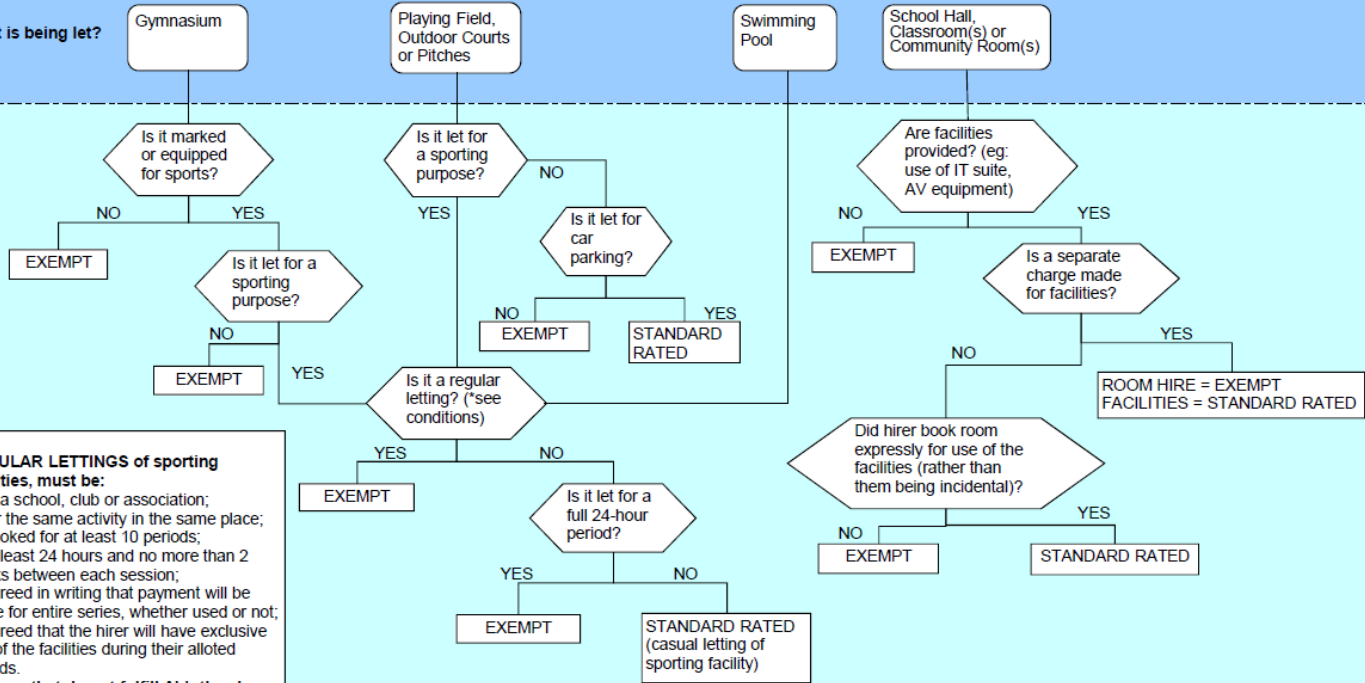 is being let?
Gymnasium
Playing Field,
Outdoor Courts
or Pitches
Swimming
Pool
School Hall,
Classroom(s) or
Community Room(s)
Is it marked
or equipped
for sports?
NO
YES
EXEMPT
Is it let for a
sporting
purpose?
NO
EXEMPT
YES
Is it let for
a sporting
purpose?
NO
YES
Is it let for
car
parking?
NO
YES
EXEMPT
STANDARD
RATED
Is it a regular
letting? (*see
conditions)
YES
NO
EXEMPT
Is it let for a
full 24-hour
period?
YES
NO
EXEMPT
STANDARD RATED
(casual letting of
sporting facility)
Are facilities
provided? (eg:
use of IT suite,
AV equipment)
NO
YES
EXEMPT
Is a separate
charge made
for facilities?
YES
NO
ROOM HIRE = EXEMPT
FACILITIES = STANDARD RATED
Did hirer book room
expressly for use of the
facilities (rather than
them being incidental)?
NO
YES
EXEMPT
STANDARD RATED
ULAR LETTINGS of sporting
ties, must be:
a school, club or association;
the same activity in the same place;
ooked for at least 10 periods;
least 24 hours and no more than 2
between each session;
reed in writing that payment will be
for entire series, whether used or not;
reed that the hirer will have exclusive
of the facilities during their alloted
ds.